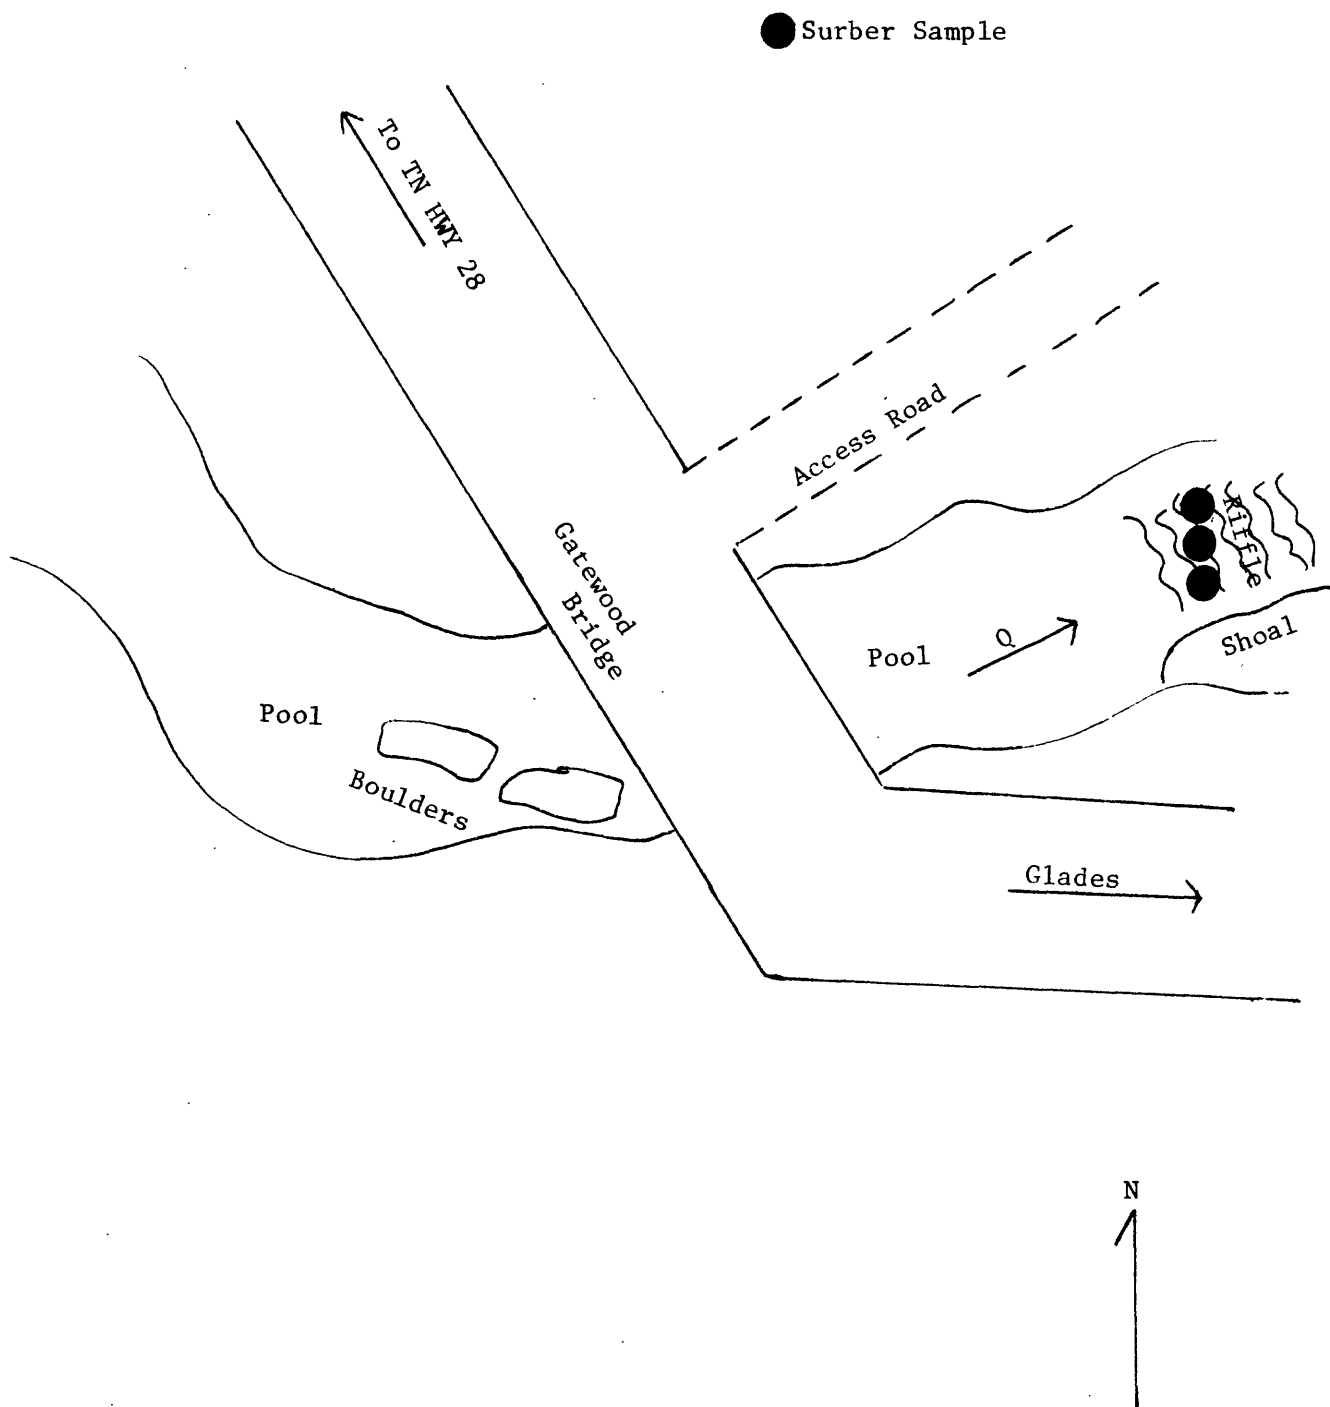 Surber Sample
To TN HWY 28
Access Road
Gatewood
Bridge
Riffle
Q
Pool
Shoal
Pool
Boulders
Glades
N